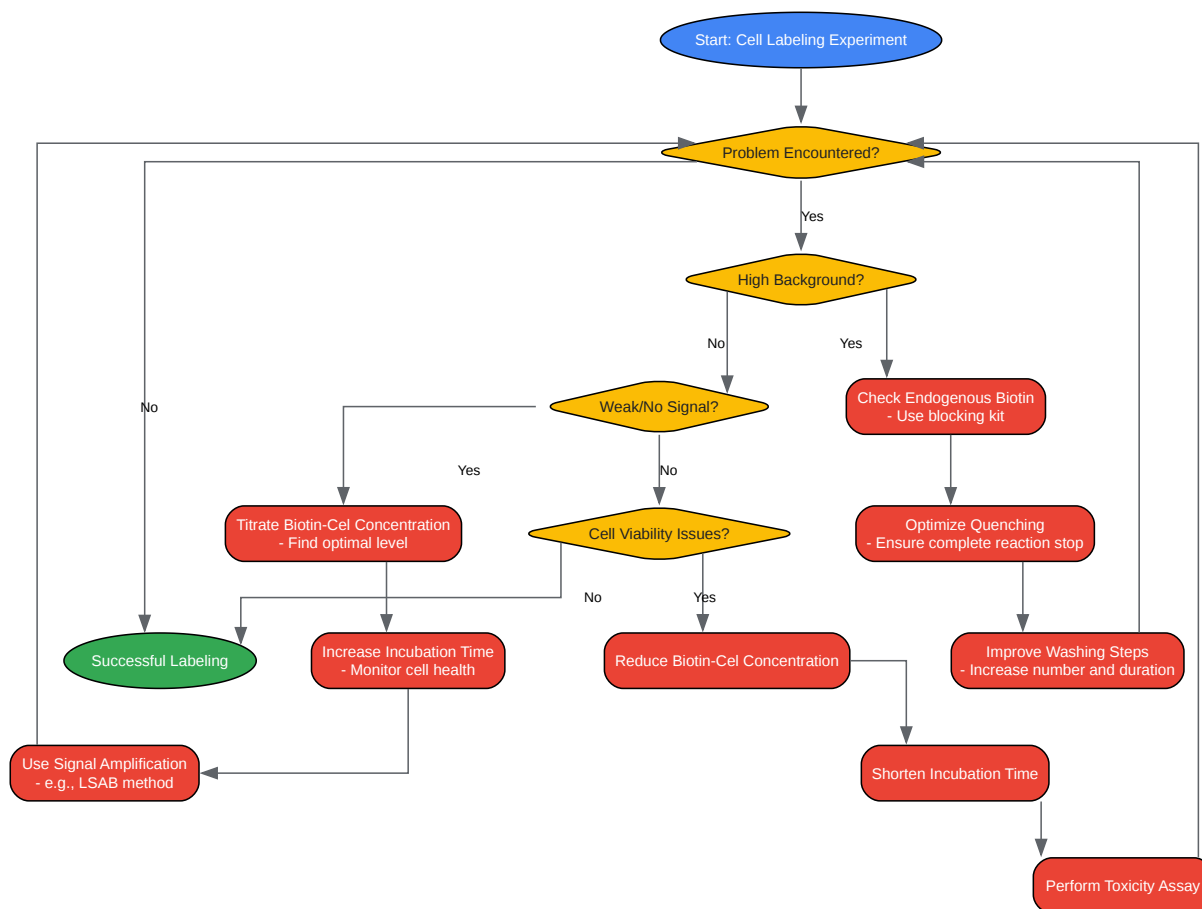 Start: Cell Labeling Experiment
Problem Encountered?
Yes
High Background?
No
Yes
No
Weak/No Signal?
Check Endogenous Biotin
- Use blocking kit
Yes
No
Titrate Biotin-Cel Concentration
- Find optimal level
Cell Viability Issues?
Optimize Quenching
- Ensure complete reaction stop
No
Yes
Successful Labeling
Increase Incubation Time
- Monitor cell health
Reduce Biotin-Cel Concentration
Improve Washing Steps
- Increase number and duration
Use Signal Amplification
- e.g., LSAB method
Shorten Incubation Time
Perform Toxicity Assay